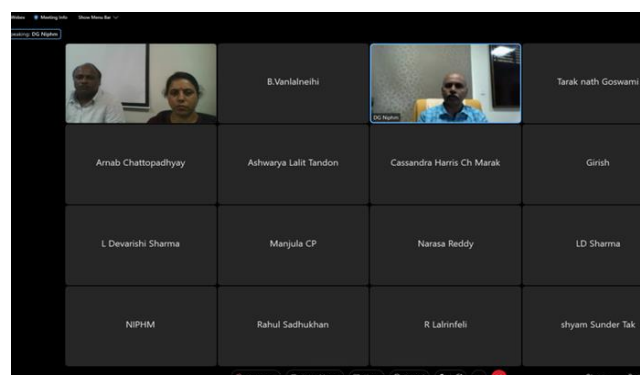 Meeting Info Show Menu Bar
DG Niphm
B.Vanlalneihi
DG Niphm
Tarak nath Goswami
Arnab Chattopadhyay
Ashwarya Lalit Tandon
Cassandra Harris Ch Marak
Girish
L Devarishi Sharma
Manjula CP
Narasa Reddy
LD Sharma
NIPHM
Rahul Sadhukhan
R Lalrinfeli
shyam Sunder Tak